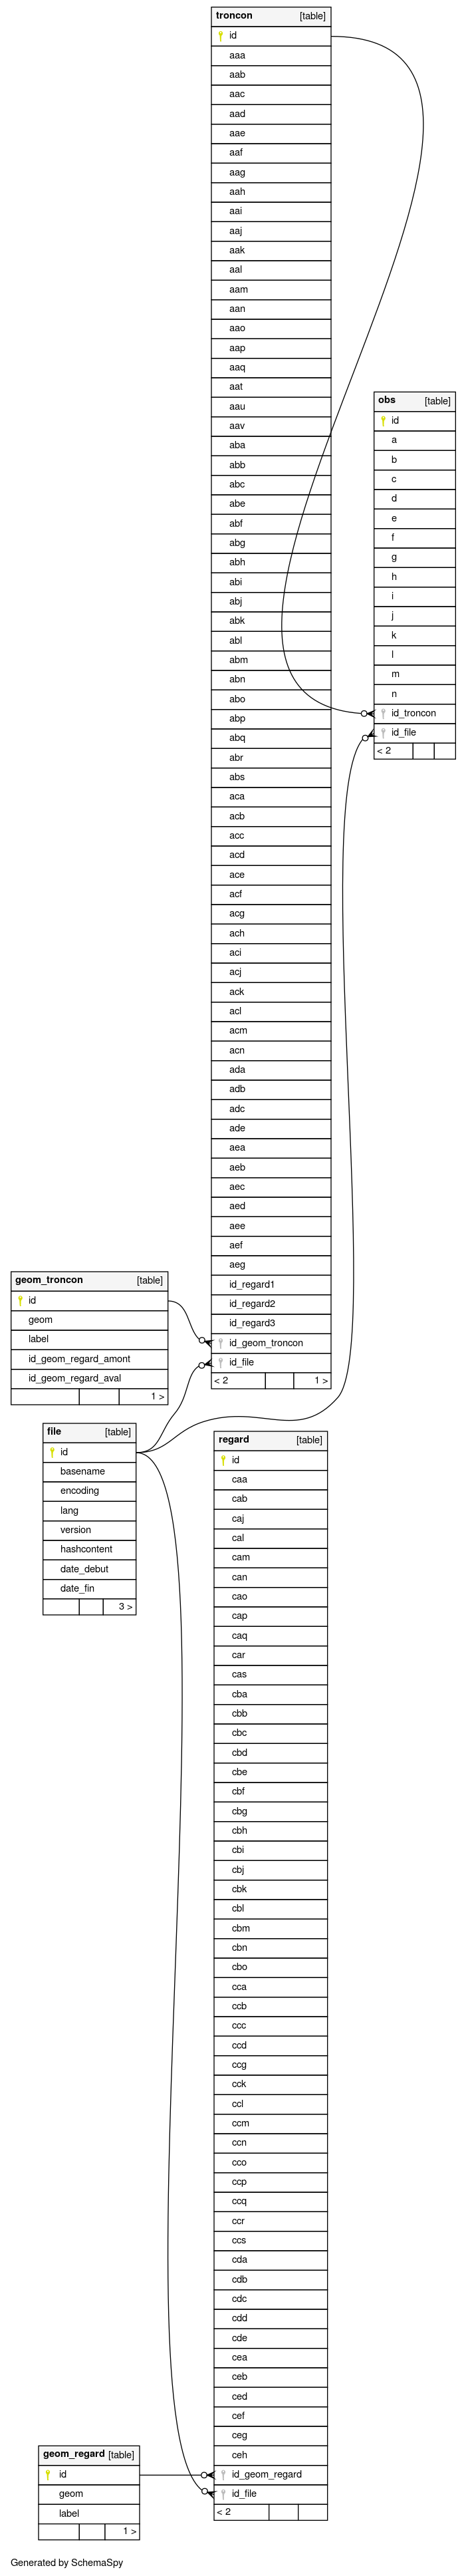 troncon [table]
id
aaa
aab
aac
aad
aae
aaf
aag
aah
aai
aaj
aak
aal
aam
aan
aao
aap
aaq
aat
aau
aav
aba
abb
abc
abe
abf
abg
abh
abi
abj
abk
abl
abm
abn
abo
abp
abq
abr
abs
aca
acb
acc
acd
ace
acf
acg
ach
aci
acj
ack
acl
acm
acn
ada
adb
adc
ade
aea
aeb
aec
aed
aee
aef
aeg
id_regard1
id_regard2
id_regard3
id_geom_troncon
id_file
< 2 1 >
obs [table]
id
a
b
c
d
e
f
g
h
i
j
k
l
m
n
id_troncon
id_file
< 2
geom_troncon [table]
id
geom
label
id_geom_regard_amont
id_geom_regard_aval
1 >
file [table]
id
basename
encoding
lang
version
hashcontent
date_debut
date_fin
3 >
regard [table]
id
caa
cab
caj
cal
cam
can
cao
cap
caq
car
cas
cba
cbb
cbc
cbd
cbe
cbf
cbg
cbh
cbi
cbj
cbk
cbl
cbm
cbn
cbo
cca
ccb
ccc
ccd
ccg
cck
ccl
ccm
ccn
cco
ccp
ccq
ccr
ccs
cda
cdb
cdc
cdd
cde
cea
ceb
ced
cef
ceg
ceh
id_geom_regard
id_file
< 2
geom_regard [table]
id
geom
label
1 >
Generated by SchemaSpy